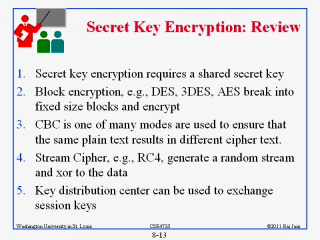 Secret Key Encryption: Review
1. Secret key encryption requires a shared secret key
2. Block encryption, e.g., DES, 3DES, AES break into
fixed size blocks and encrypt
3. CBC is one of many modes are used to ensure that
the same plain text results in different cipher text.
4. Stream Cipher, e.g., RC4, generate a random stream
and xor to the data
5. Key distribution center can be used to exchange
session keys
Washington University in St. Louis CSE473S ©2011 Raj Jain
8-13